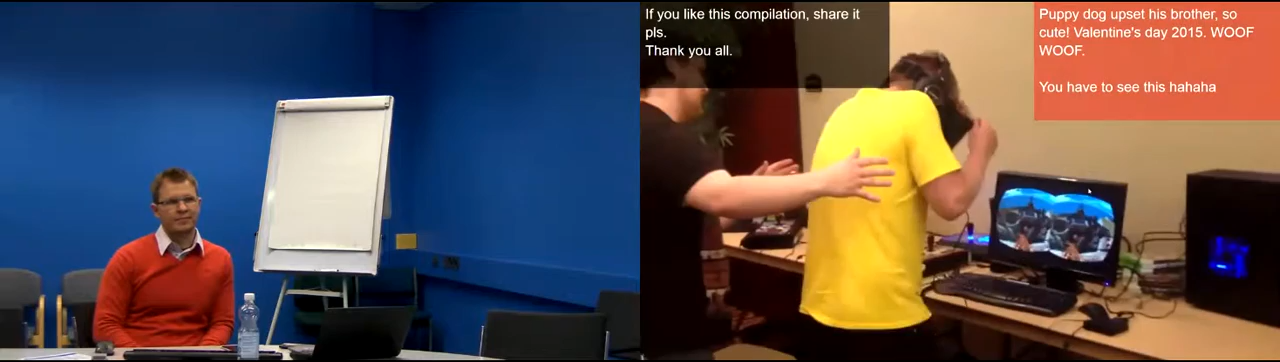 If you like this compilation, share it
pls.
Thank you all.
Puppy dog upset his brother, so
cute! Valentine's day 2015. WOOF
WOOF.
You have to see this hahaha